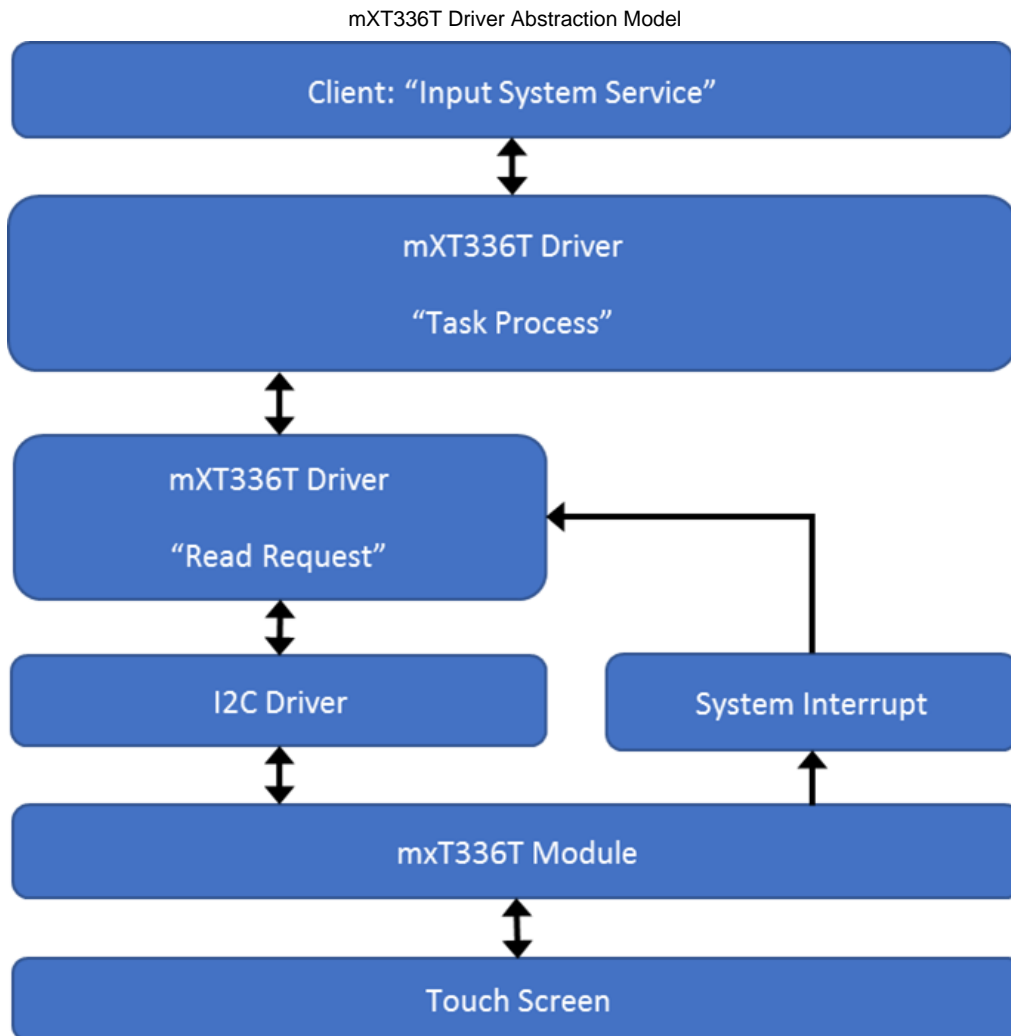 mXT336T Driver Abstraction Model
Client: “Input System Service”
mXT336T Driver
“Task Process”
mXT336T Driver
“Read Request”
I2C Driver
System Interrupt
mxT336T Module
Touch Screen